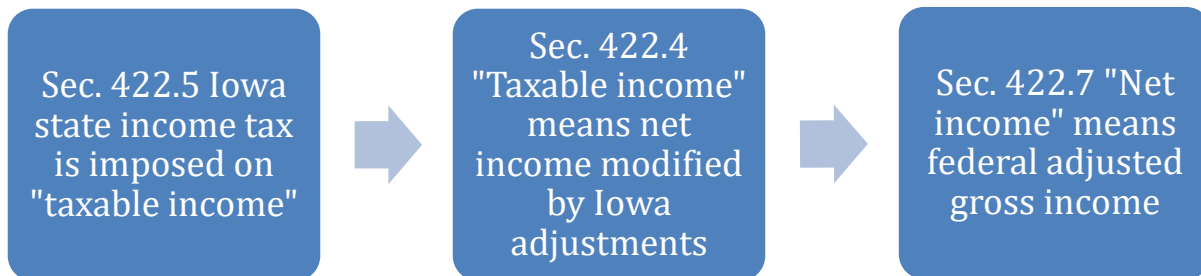 Sec. 422.5 Iowa
state income tax
is imposed on
"taxable income"
Sec. 422.4
"Taxable income"
means net
income modified
by Iowa
adjustments
Sec. 422.7 "Net
income" means
federal adjusted
gross income